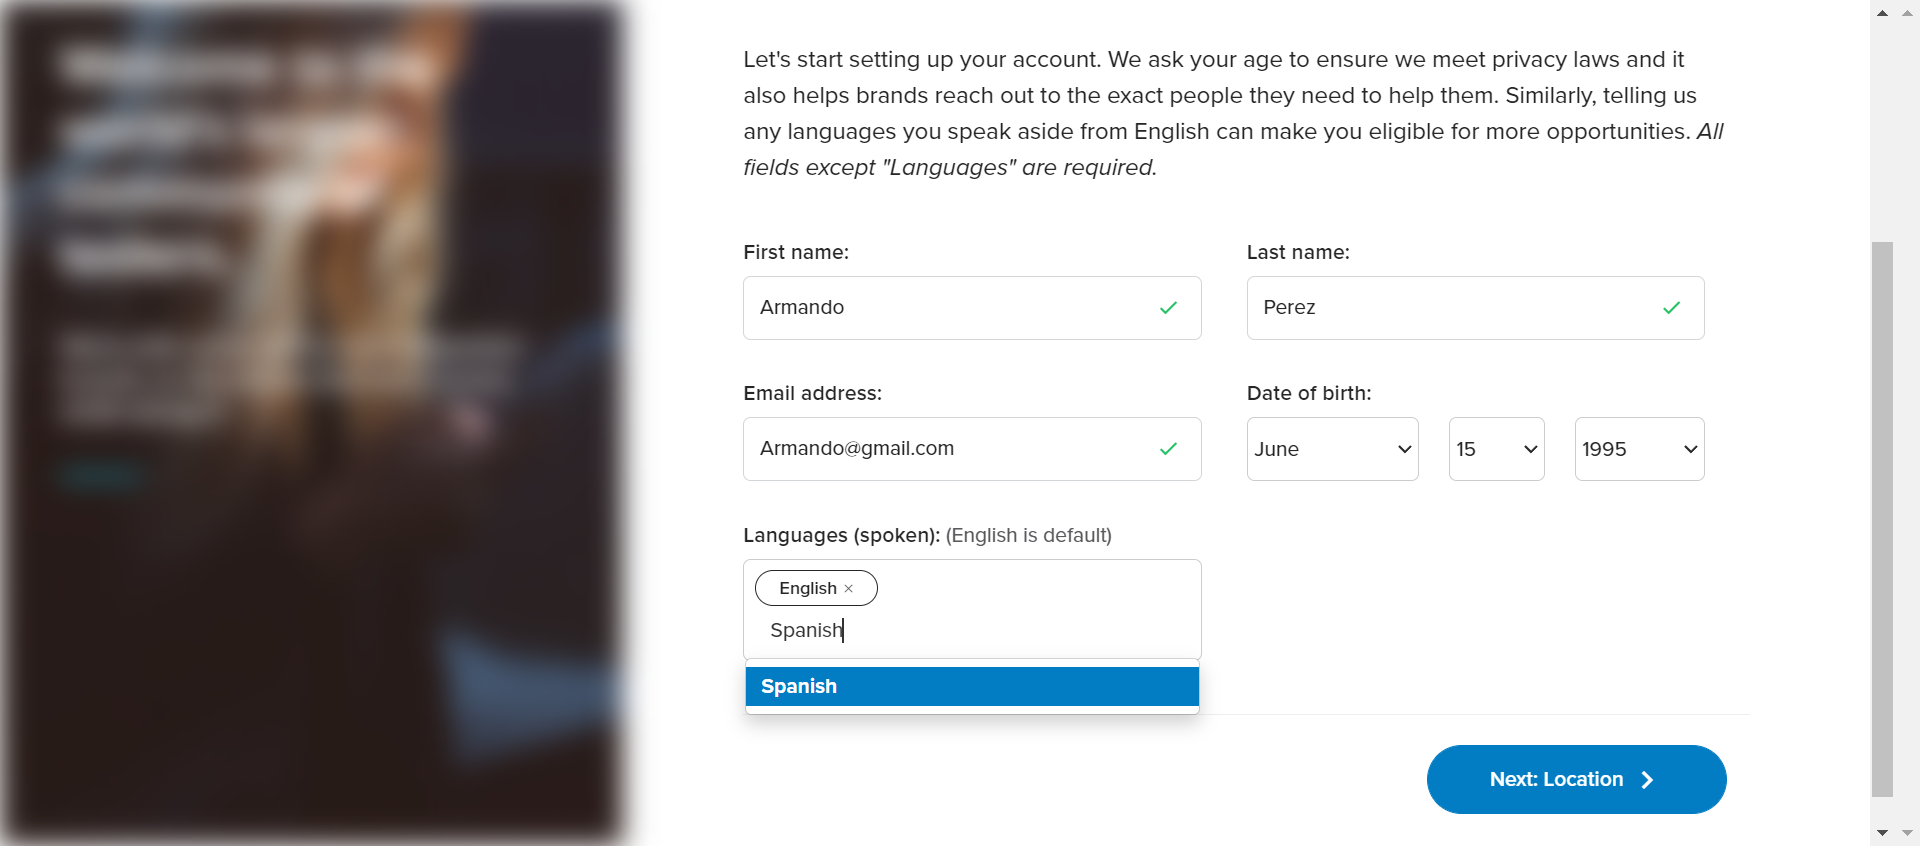 Let's start setting up your account. We ask your age to ensure we meet privacy laws and it
also helps brands reach out to the exact people they need to help them. Similarly, telling us
any languages you speak aside from English can make you eligible for more opportunities. All
fields except "Languages" are required.
First name:
Last name:
Armando
Perez
Email address:
Date of birth:
Armando@gmail.com
June
15
1995
Languages (spoken): (English is default)
English ×
Spanish
Spanish
Next: Location